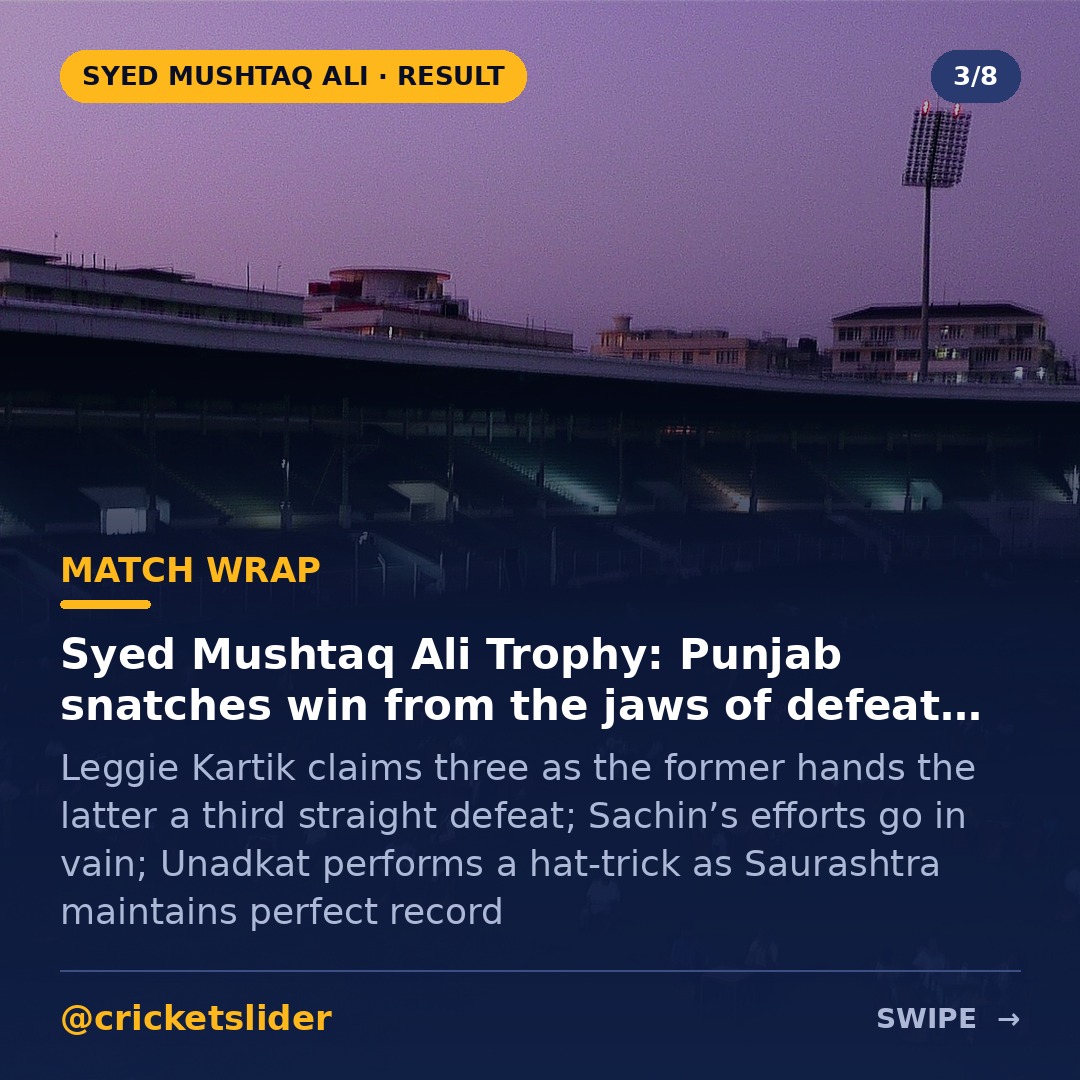 SYED MUSHTAQ ALI · RESULT
3/8
MATCH WRAP
Syed Mushtaq Ali Trophy: Punjab
snatches win from the jaws of defeat…
Leggie Kartik claims three as the former hands the
latter a third straight defeat; Sachin’s efforts go in
vain; Unadkat performs a hat-trick as Saurashtra
maintains perfect record
@cricketslider
SWIPE →